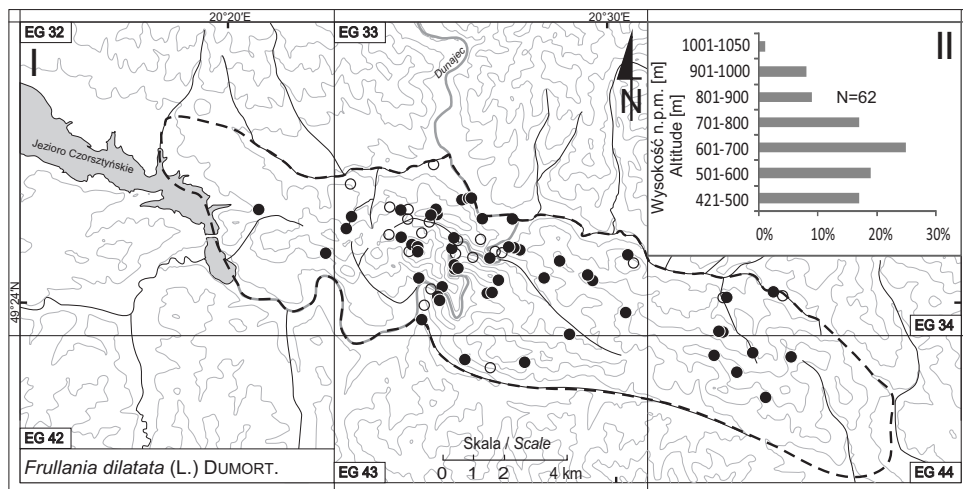 20°20'E
20°30'E
EG 32
EG 33
I
II
Dunajec
N
Jezioro Czorsztyńskie
49°24'N
Wysokość n.p.m. [m]
Altitude [m]
1001-1050
901-1000
801-900
701-800
601-700
501-600
421-500
N=62
0%
10%
20%
30%
EG 34
EG 42
EG 43
EG 44
Skala / Scale
0 1 2 4 km
Frullania dilatata (L.) DUMORT.